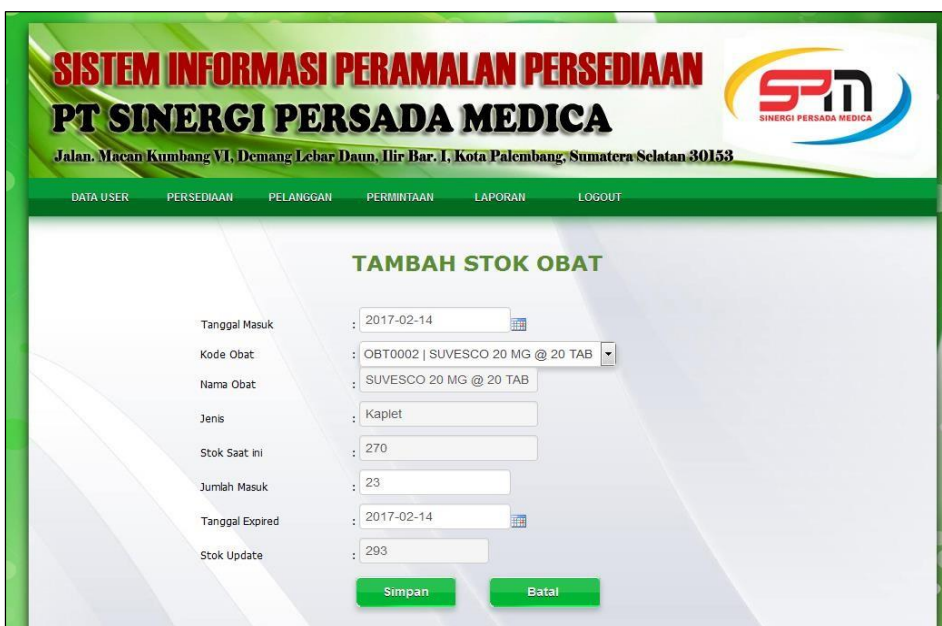 SISTEM INFORMASI PERAMALAN PERSEDIAAN
PT SINERGI PERSADA MEDICA
Jalan. Macan Kumbang VI, Demang Lebar Daun, Ilir Bar. I, Kota Palembang, Sumatera Selatan 30153
SPM
SINERGI PERSADA MEDICA
DATA USER PERSEDIAAN PELANGGAN PERMINTAAN LAPORAN LOGOUT
TAMBAH STOK OBAT
Tanggal Masuk : 2017-02-14
Kode Obat : OBT0002 | SUVESCO 20 MG @ 20 TAB
Nama Obat : SUVESCO 20 MG @ 20 TAB
Jenis : Kaplet
Stok Saat ini : 270
Jumlah Masuk : 23
Tanggal Expired : 2017-02-14
Stok Update : 293
Simpan Batal